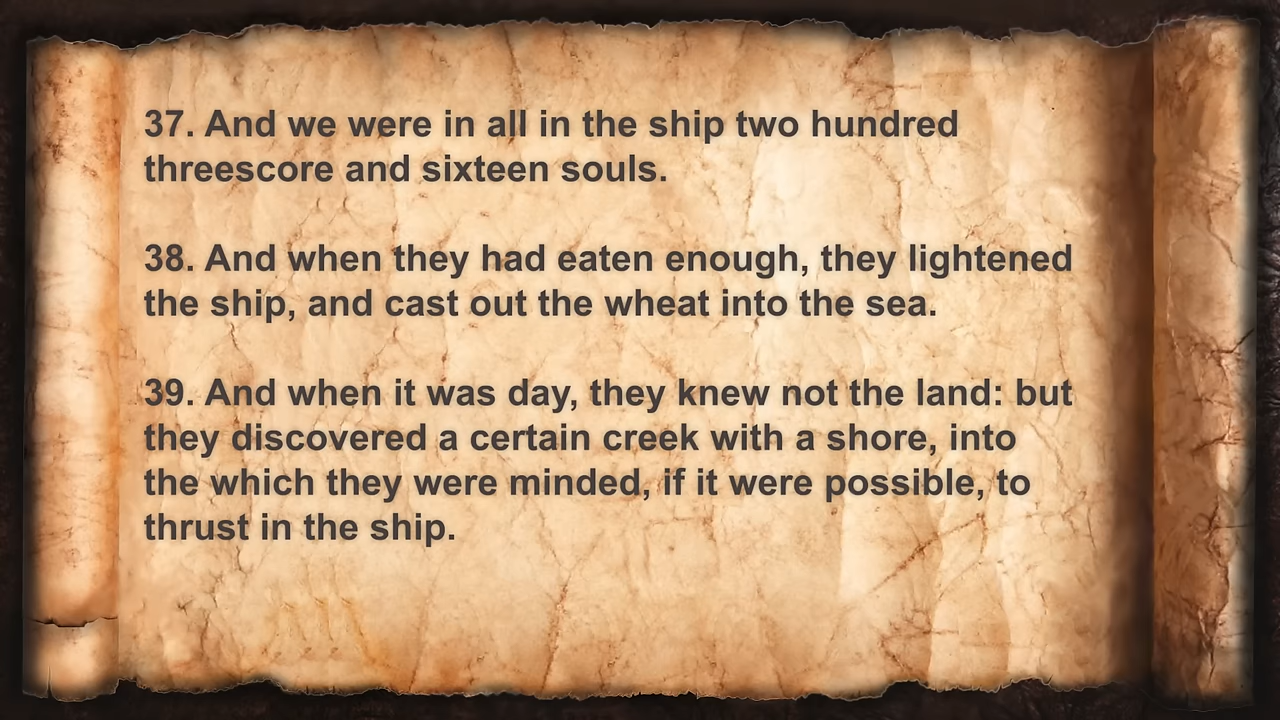 37. And we were in all in the ship two hundred
threescore and sixteen souls.
38. And when they had eaten enough, they lightened
the ship, and cast out the wheat into the sea.
39. And when it was day, they knew not the land: but
they discovered a certain creek with a shore, into
the which they were minded, if it were possible, to
thrust in the ship.